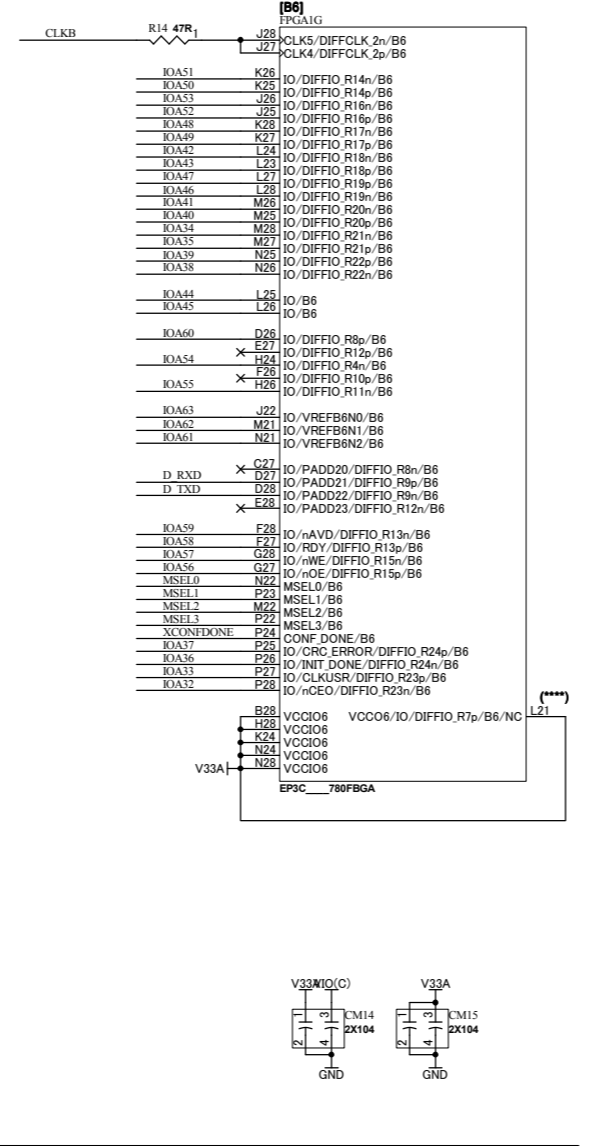 [B6]
FPGA1G
CLKB R14 47R 1 J28 CLK5/DIFFCLK_2n/B6
J27 CLK4/DIFFCLK_2p/B6
IOA51 K26 IO/DIFFIO_R14n/B6
IOA50 K25 IO/DIFFIO_R14p/B6
IOA53 J26 IO/DIFFIO_R16n/B6
IOA52 J25 IO/DIFFIO_R16p/B6
IOA48 K28 IO/DIFFIO_R17n/B6
IOA49 K27 IO/DIFFIO_R17p/B6
IOA42 L24 IO/DIFFIO_R18n/B6
IOA43 L23 IO/DIFFIO_R18p/B6
IOA47 L27 IO/DIFFIO_R19p/B6
IOA46 L28 IO/DIFFIO_R19n/B6
IOA41 M26 IO/DIFFIO_R20n/B6
IOA40 M25 IO/DIFFIO_R20p/B6
IOA34 M28 IO/DIFFIO_R21n/B6
IOA35 M27 IO/DIFFIO_R21p/B6
IOA39 N25 IO/DIFFIO_R22p/B6
IOA38 N26 IO/DIFFIO_R22n/B6
IOA44 L25 IO/B6
IOA45 L26 IO/B6
IOA60 D26 IO/DIFFIO_R8p/B6
E27 IO/DIFFIO_R12p/B6
IOA54 H24 IO/DIFFIO_R4n/B6
F26 IO/DIFFIO_R10p/B6
IOA55 H26 IO/DIFFIO_R11n/B6
IOA63 J22 IO/VREFB6N0/B6
IOA62 M21 IO/VREFB6N1/B6
IOA61 N21 IO/VREFB6N2/B6
C27 IO/PADD20/DIFFIO_R8n/B6
D_RXD D27 IO/PADD21/DIFFIO_R9p/B6
D_TXD D28 IO/PADD22/DIFFIO_R9n/B6
E28 IO/PADD23/DIFFIO_R12n/B6
IOA59 F28 IO/nAVD/DIFFIO_R13n/B6
IOA58 F27 IO/RDY/DIFFIO_R13p/B6
IOA57 G28 IO/nWE/DIFFIO_R15n/B6
IOA56 G27 IO/nOE/DIFFIO_R15p/B6
MSEL0 N22 MSEL0/B6
MSEL1 P23 MSEL1/B6
MSEL2 M22 MSEL2/B6
MSEL3 P22 MSEL3/B6
XCONFDONE P24 CONF_DONE/B6
IOA37 P25 IO/CRC_ERROR/DIFFIO_R24p/B6
IOA36 P26 IO/INIT_DONE/DIFFIO_R24n/B6
IOA33 P27 IO/CLKUSR/DIFFIO_R23p/B6
IOA32 P28 IO/nCEO/DIFFIO_R23n/B6
(****)
B28 VCCIO6 VCCO6/IO/DIFFIO_R7p/B6/NC L21
H28 VCCIO6
K24 VCCIO6
N24 VCCIO6
V33A N28 VCCIO6
EP3C____780FBGA
V33A VIO(C) V33A
1 3 CM14 1 3 CM15
2X104 2X104
2 4 2 4
GND GND